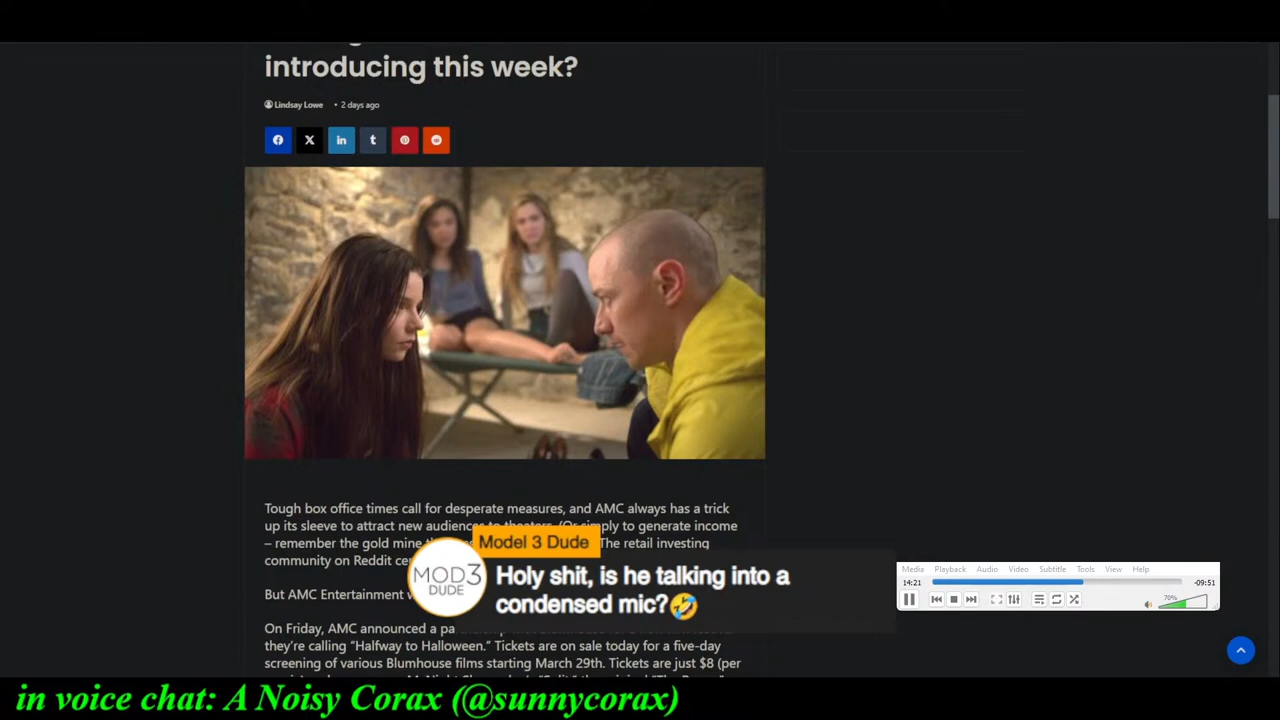 introducing this week?
Lindsay Lowe • 2 days ago
Tough box office times call for desperate measures, and AMC always has a trick
up its sleeve to attract new audiences to theaters. (Or simply to generate income
– remember the gold mine The retail investing
community on Reddit
But AMC Entertainment
On Friday, AMC announced a
they're calling "Halfway to Halloween." Tickets are on sale today for a five-day
screening of various Blumhouse films starting March 29th. Tickets are just $8 (per
Model 3 Dude
MOD3
DUDE
Holy shit, is he talking into a
condensed mic?🤣
Media Playback Audio Video Subtitle Tools View Help
14:21 -09:51
70%
in voice chat: A Noisy Corax (@sunnycorax)